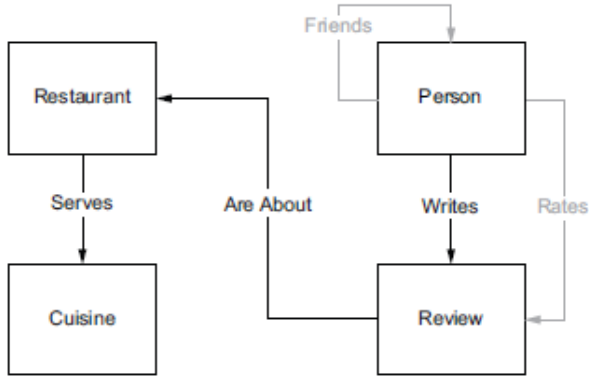 Friends
Restaurant
Person
Serves
Are About
Writes
Rates
Cuisine
Review